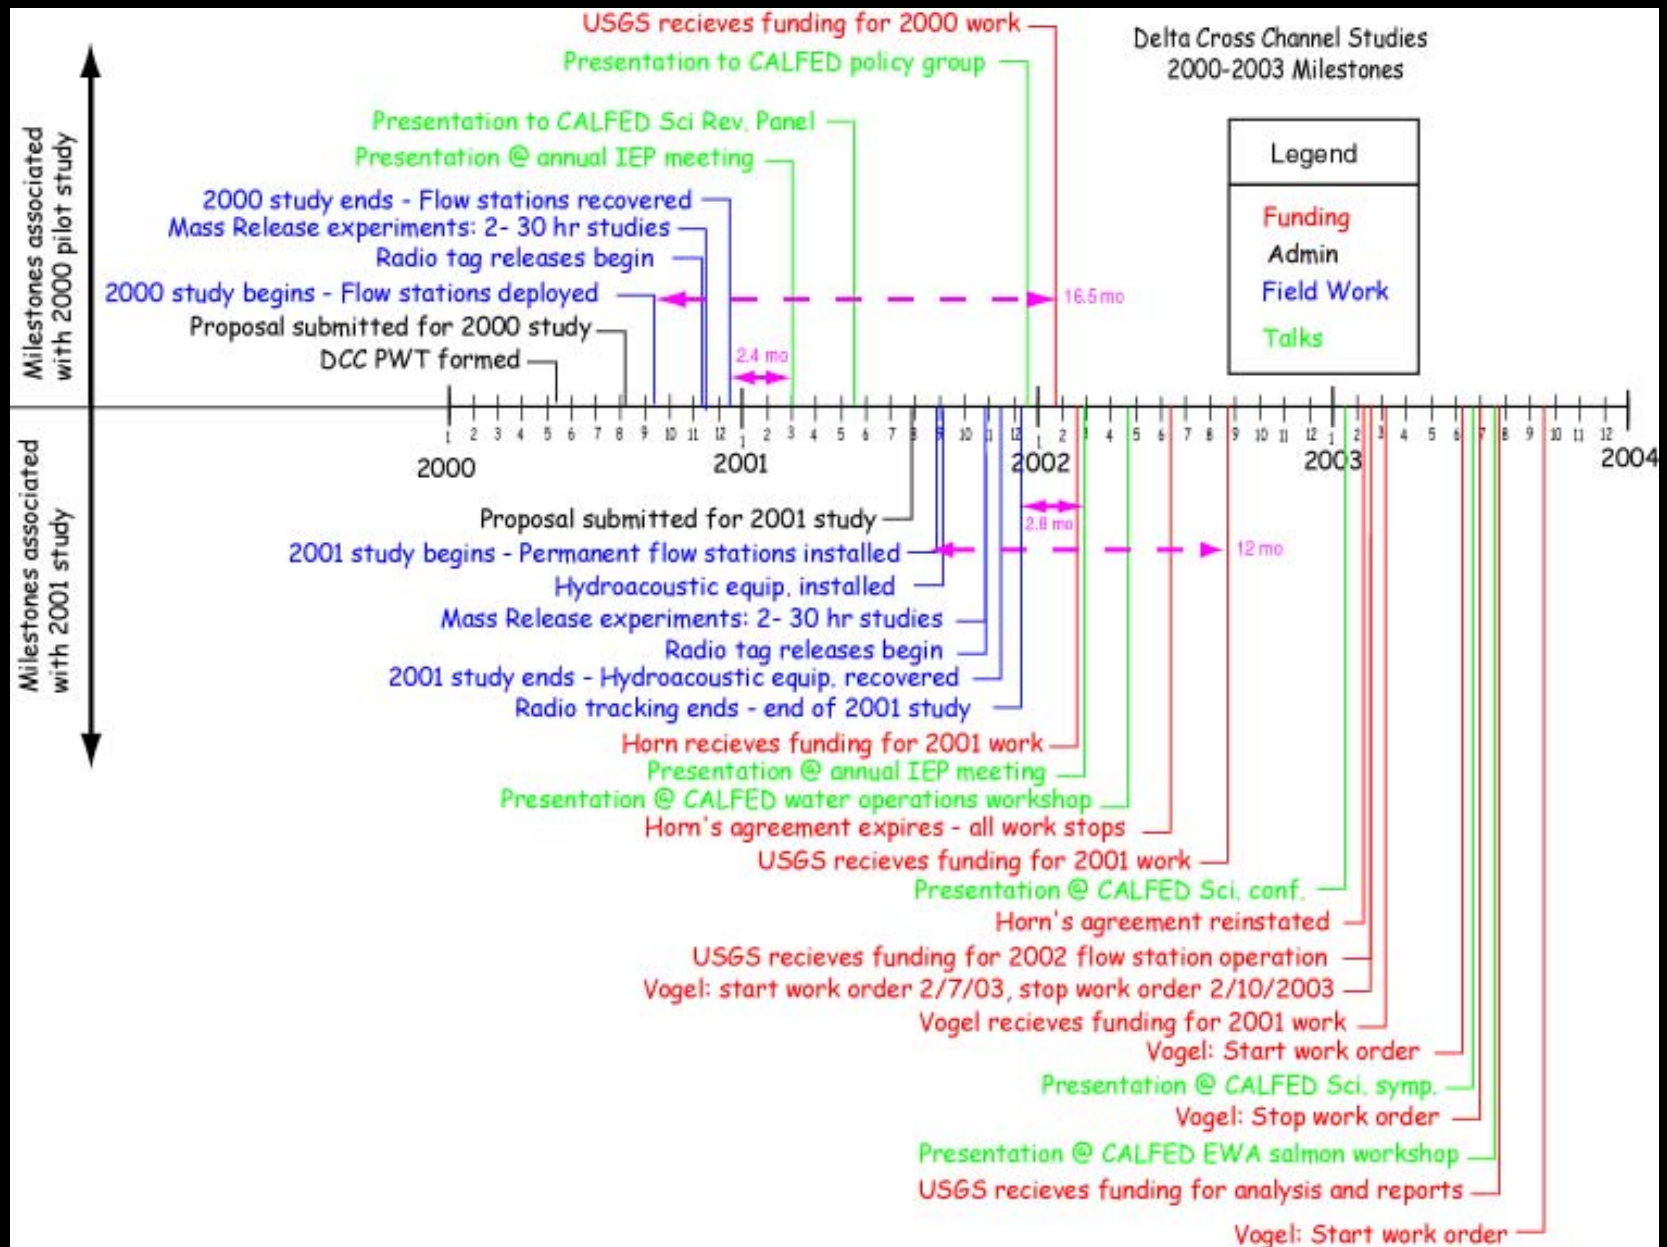 USGS recieves funding for 2000 work
Delta Cross Channel Studies
2000-2003 Milestones
Presentation to CALFED policy group
Presentation to CALFED Sci Rev. Panel
Presentation @ annual IEP meeting
2000 study ends - Flow stations recovered
Mass Release experiments: 2- 30 hr studies
Radio tag releases begin
2000 study begins - Flow stations deployed
Proposal submitted for 2000 study
DCC PWT formed
16.5 mo
2.4 mo
Legend
Funding
Admin
Field Work
Talks
Milestones associated
with 2000 pilot study
1 2 3 4 5 6 7 8 9 10 11 12 1 2 3 4 5 6 7 8 9 10 11 12 1 2 3 4 5 6 7 8 9 10 11 12 1 2 3 4 5 6 7 8 9 10 11 12
2000 2001 2002 2003 2004
Milestones associated
with 2001 study
Proposal submitted for 2001 study
2.8 mo
2001 study begins - Permanent flow stations installed
12 mo
Hydroacoustic equip. installed
Mass Release experiments: 2- 30 hr studies
Radio tag releases begin
2001 study ends - Hydroacoustic equip. recovered
Radio tracking ends - end of 2001 study
Horn recieves funding for 2001 work
Presentation @ annual IEP meeting
Presentation @ CALFED water operations workshop
Horn's agreement expires - all work stops
USGS recieves funding for 2001 work
Presentation @ CALFED Sci. conf.
Horn's agreement reinstated
USGS recieves funding for 2002 flow station operation
Vogel: start work order 2/7/03, stop work order 2/10/2003
Vogel recieves funding for 2001 work
Vogel: Start work order
Presentation @ CALFED Sci. symp.
Vogel: Stop work order
Presentation @ CALFED EWA salmon workshop
USGS recieves funding for analysis and reports
Vogel: Start work order